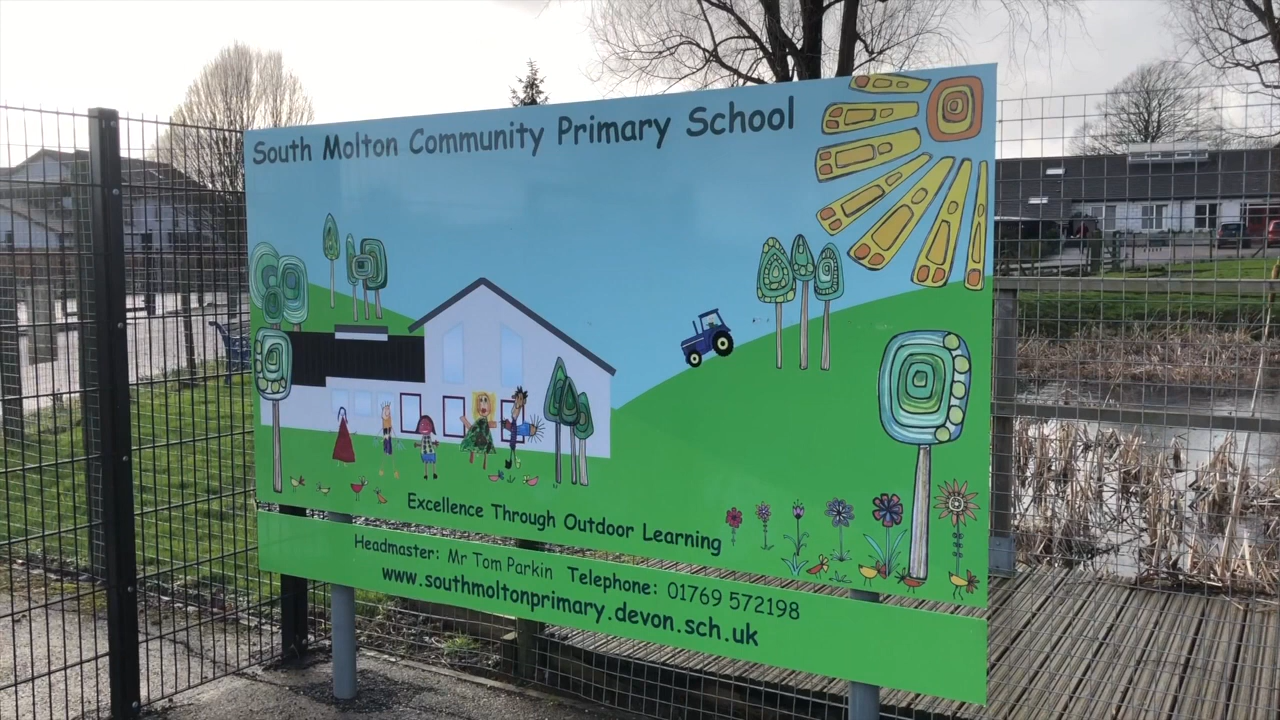 South Molton Community Primary School
Excellence Through Outdoor Learning
Headmaster: Mr Tom Parkin Telephone: 01769 572198
www.southmoltonprimary.devon.sch.uk